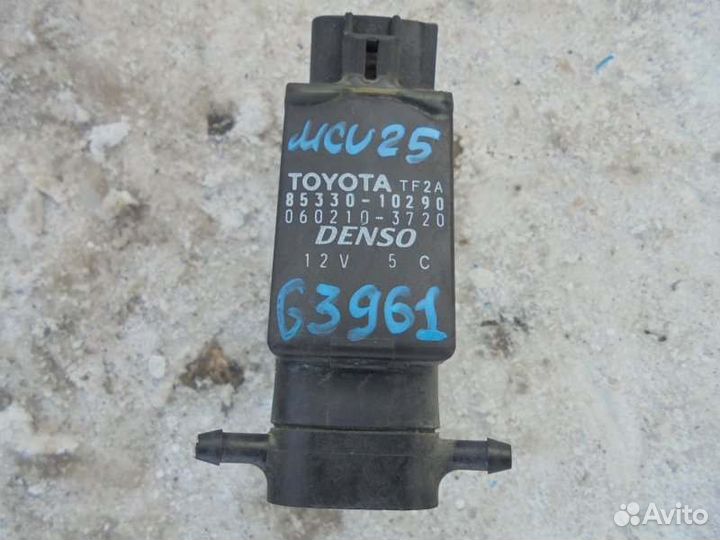 MCU25
TOYOTA TF2A
85330-10290
060210-3720
DENSO
12V 5C
G3961
Avito